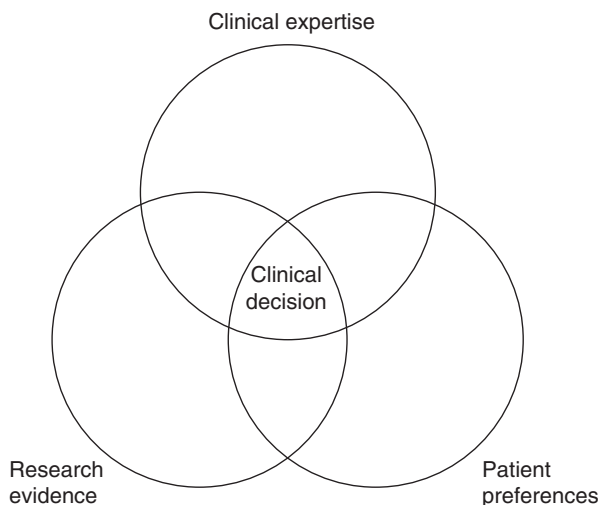 Clinical expertise
Clinical
decision
Research
evidence
Patient
preferences